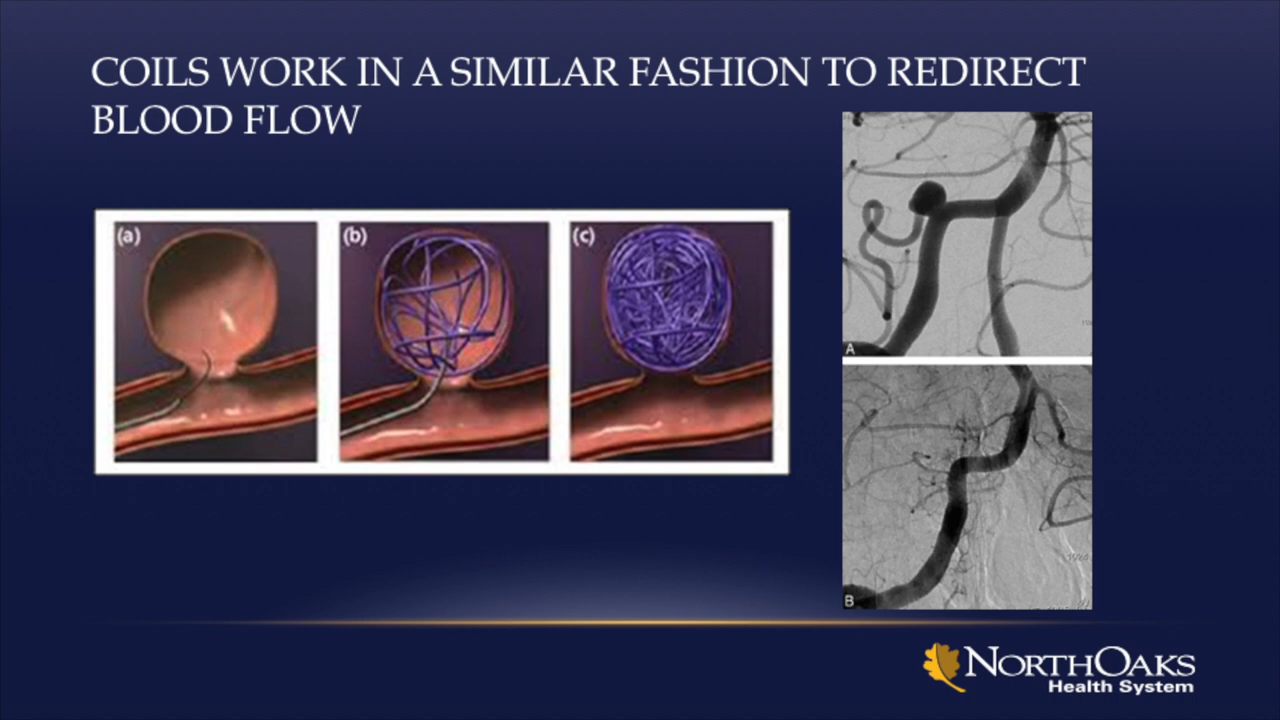 COILS WORK IN A SIMILAR FASHION TO REDIRECT
BLOOD FLOW
(a)
(b)
(c)
A
B
NORTHOAKS
Health System